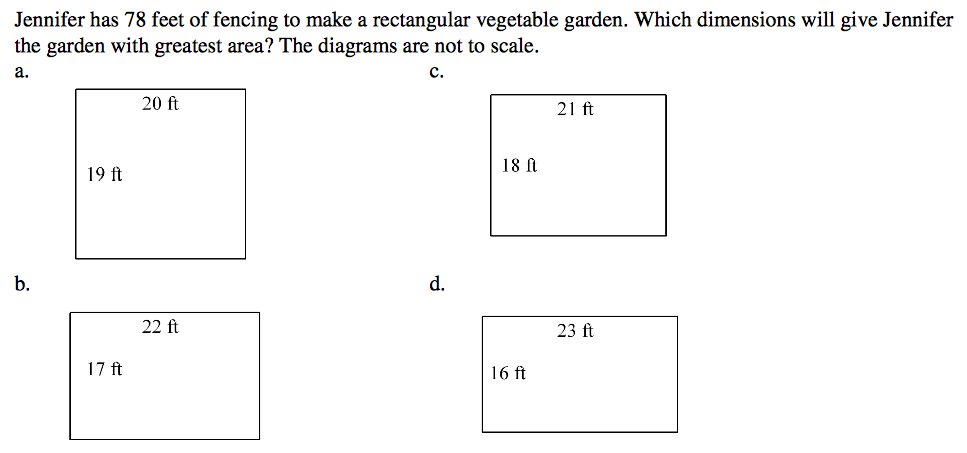 Jennifer has 78 feet of fencing to make a rectangular vegetable garden. Which dimensions will give Jennifer
the garden with greatest area? The diagrams are not to scale.
a.
20 ft
19 ft
c.
21 ft
18 ft
b.
22 ft
17 ft
d.
23 ft
16 ft